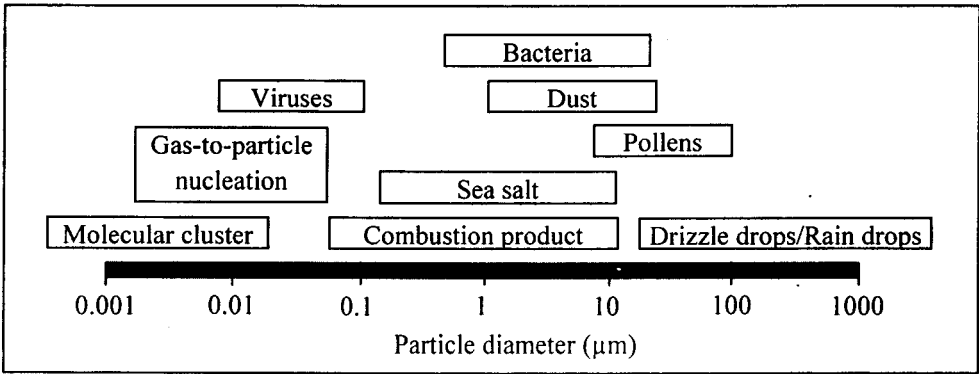 Bacteria
Viruses
Dust
Pollens
Gas-to-particle
nucleation
Sea salt
Molecular cluster
Combustion product
Drizzle drops/Rain drops
0.001
0.01
0.1
1
10
100
1000
Particle diameter (µm)